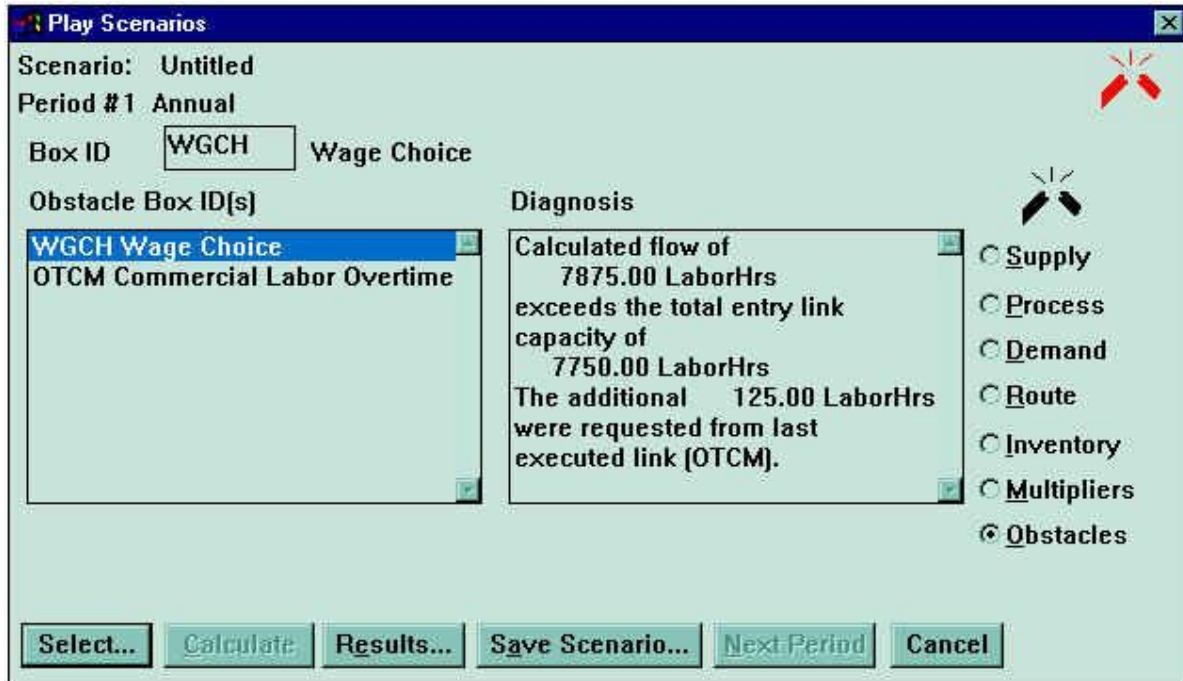 Play Scenarios
Scenario: Untitled
Period #1 Annual
Box ID WGCH Wage Choice
Obstacle Box ID(s)
WGCH Wage Choice
OTCM Commercial Labor Overtime
Diagnosis
Calculated flow of
7875.00 LaborHrs
exceeds the total entry link
capacity of
7750.00 LaborHrs
The additional 125.00 LaborHrs
were requested from last
executed link (OTCM).
Supply
Process
Demand
Route
Inventory
Multipliers
Obstacles
Select... Calculate Results... Save Scenario... Next Period Cancel